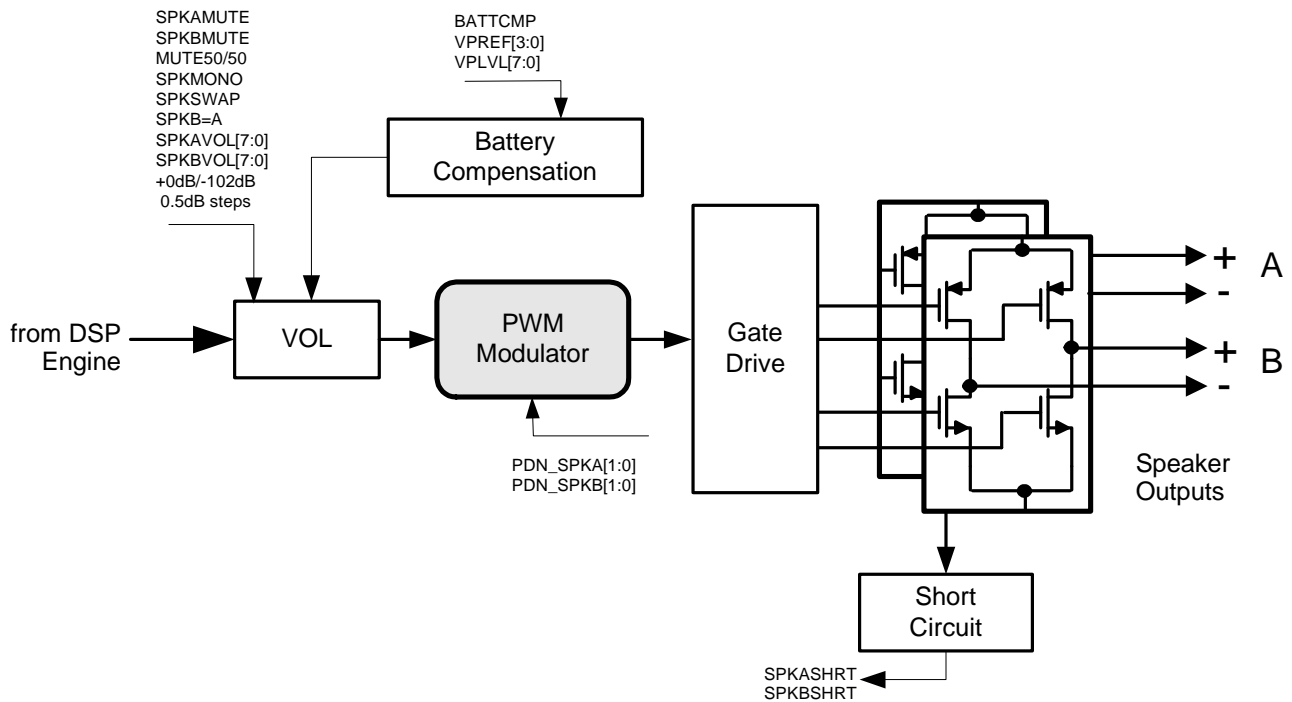 SPKAMUTE
SPKBMUTE
MUTE50/50
SPKMONO
SPKSWAP
SPKB=A
SPKAVOL[7:0]
SPKBVOL[7:0]
+0dB/-102dB
0.5dB steps
BATTCMP
VPREF[3:0]
VPLVL[7:0]
Battery
Compensation
from DSP
Engine
VOL
PWM
Modulator
PDN_SPKA[1:0]
PDN_SPKB[1:0]
Gate
Drive
+
-
A
+
-
B
Speaker
Outputs
Short
Circuit
SPKASHRT
SPKBSHRT